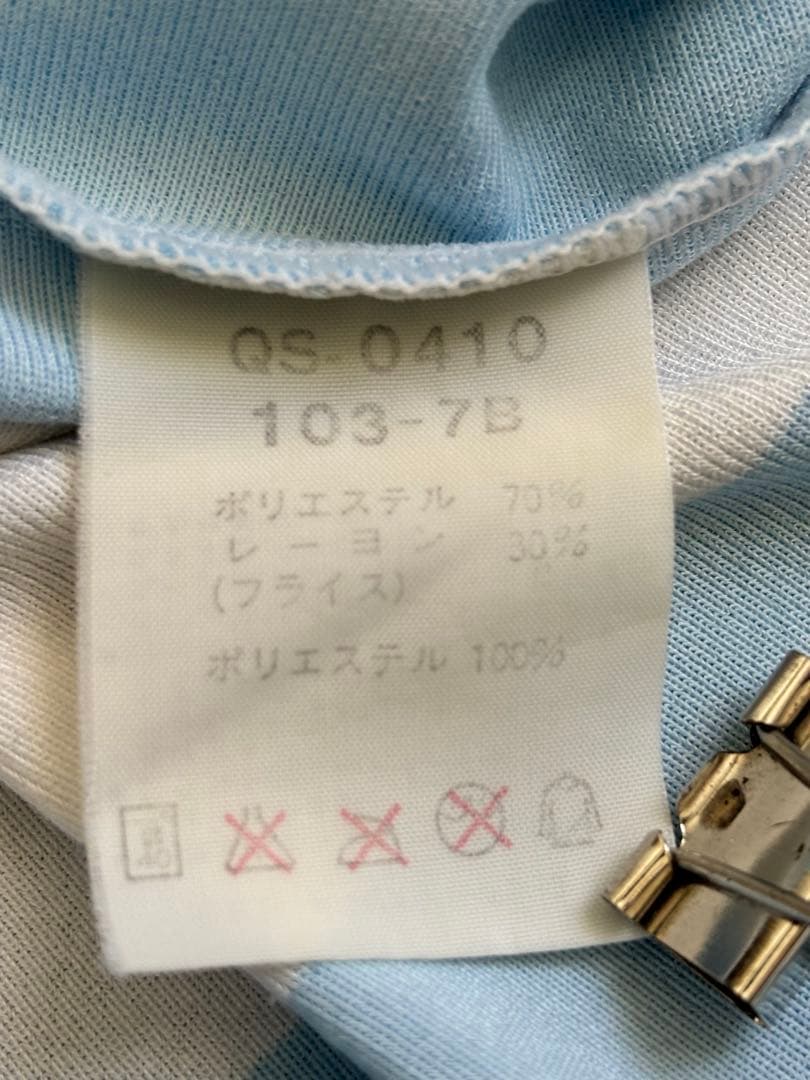 QS-0410
103-7B
ポリエステル 70%
レーヨン 30%
(フライス)
ポリエステル 100%